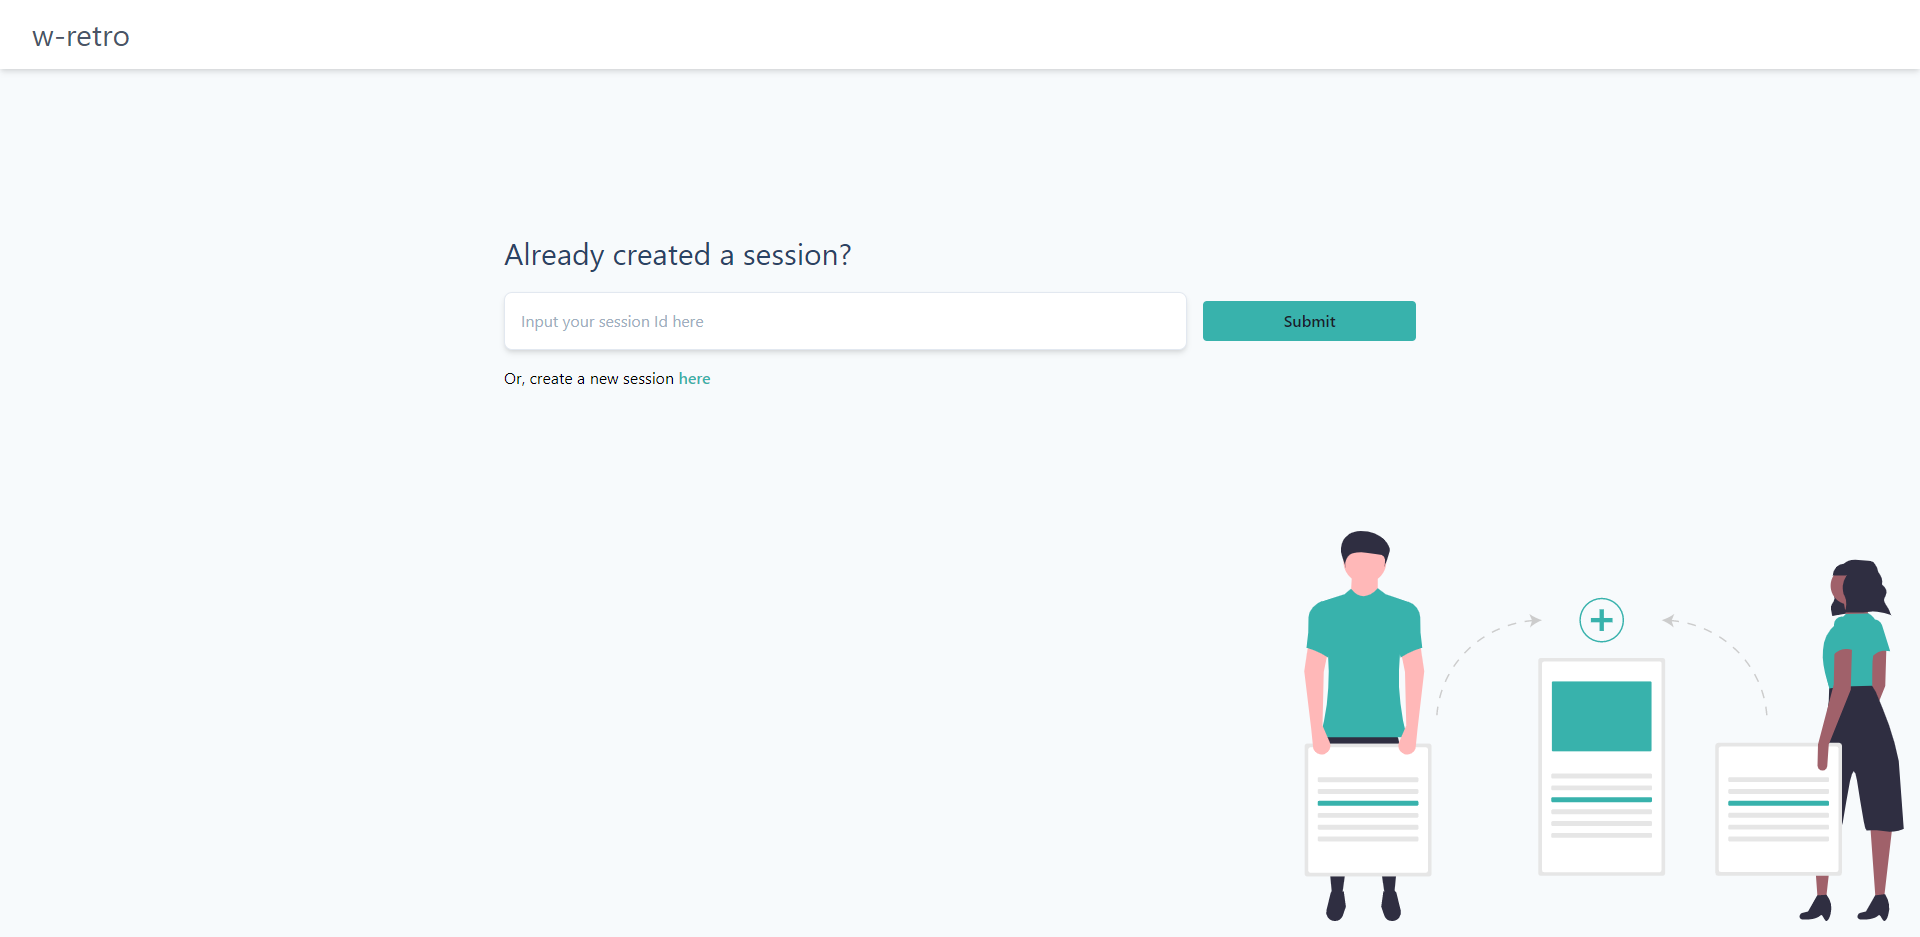 w-retro
Already created a session?
Input your session Id here
Submit
Or, create a new session here